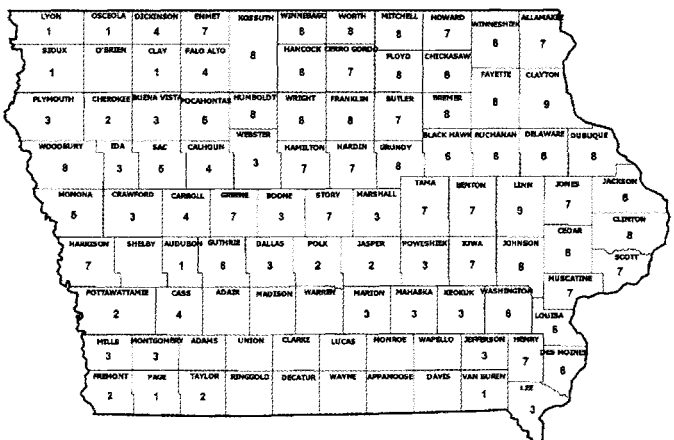 LYON OSCEOLA DICKINSON EMMET KOSSUTH WINNEBAGO WORTH MITCHELL HOWARD WINNESHIEK ALLAMAKEE
1 1 4 7 8 8 8 8 7 6 7
SIOUX O'BRIEN CLAY PALO ALTO HANCOCK CERRO GORDO FLOYD CHICKASAW FAYETTE CLAYTON
1 1 4 8 7 8 8 8 9
PLYMOUTH CHEROKEE BUENA VISTA POCAHONTAS HUMBOLDT WRIGHT FRANKLIN BUTLER BREMER
3 2 3 6 8 8 8 7 8
WOODBURY IDA SAC CALHOUN WEBSTER HAMILTON HARDIN GRUNDY BLACK HAWK BUCHANAN DELAWARE DUBUQUE
8 3 5 4 3 7 7 8 6 8 6 8
MONONA CRAWFORD CARROLL GREENE BOONE STORY MARSHALL TAMA BENTON LINN JONES JACKSON
5 3 4 7 3 7 3 7 7 9 7 6
HARRISON SHELBY AUDUBON GUTHRIE DALLAS POLK JASPER POWESHIEK IOWA JOHNSON CEDAR CLINTON
7 1 6 3 2 2 3 7 8 6 8
SCOTT
7
POTTAWATTAMIE CASS ADAIR MADISON WARREN MARION MAHASKA KEOKUK WASHINGTON MUSCATINE
2 4 3 3 3 6 7
LOUISA
5
MILLS MONTGOMERY ADAMS UNION CLARKE LUCAS MONROE WAPELLO JEFFERSON HENRY DES MOINES
3 3 3 7 6
FREMONT PAGE TAYLOR RINGGOLD DECATUR WAYNE APPANOOSE DAVIS VAN BUREN LEE
2 1 2 1 3